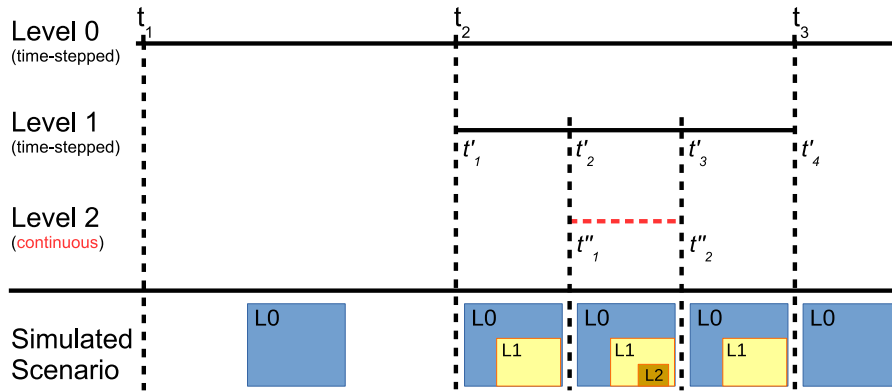 Level 0
(time-stepped)
t1 t2 t3
Level 1
(time-stepped)
t'1 t'2 t'3 t'4
Level 2
(continuous)
t"1 t"2
Simulated
Scenario
L0 L0 L0 L0 L0
L1 L1 L1
L2